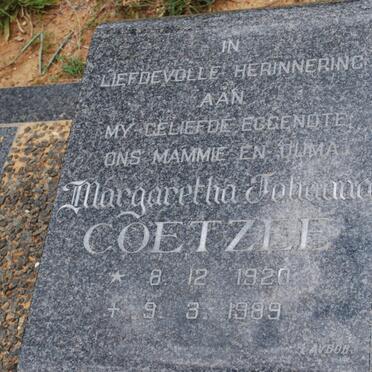 IN
LIEFDEVOLLE HERINNERING
AAN
MY GELIEFDE EGGENOTE,
ONS MAMMIE EN OUMA
Margaretha Johanna
COETZEE
* 8. 12. 1920
+ 9. 3. 1989